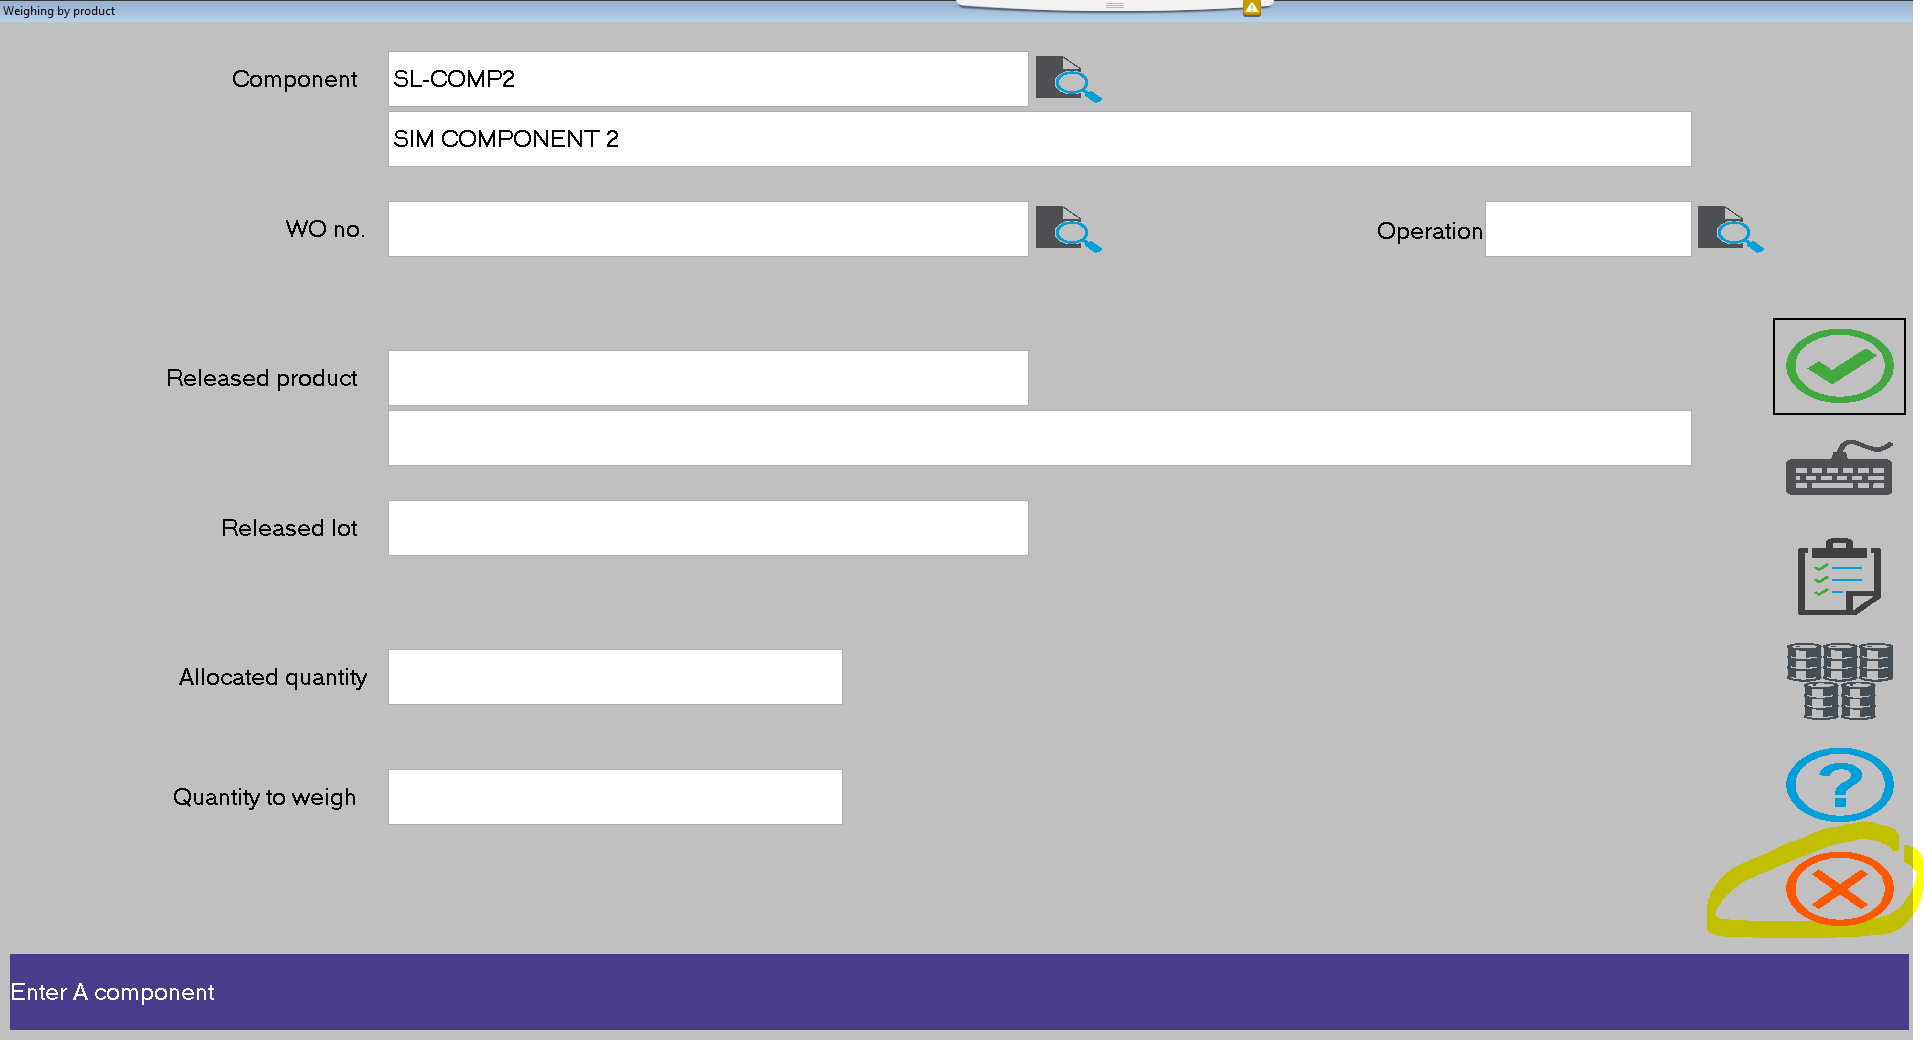 Weighing by product
Component SL-COMP2
SIM COMPONENT 2
WO no. Operation
Released product
Released lot
Allocated quantity
Quantity to weigh
Enter A component